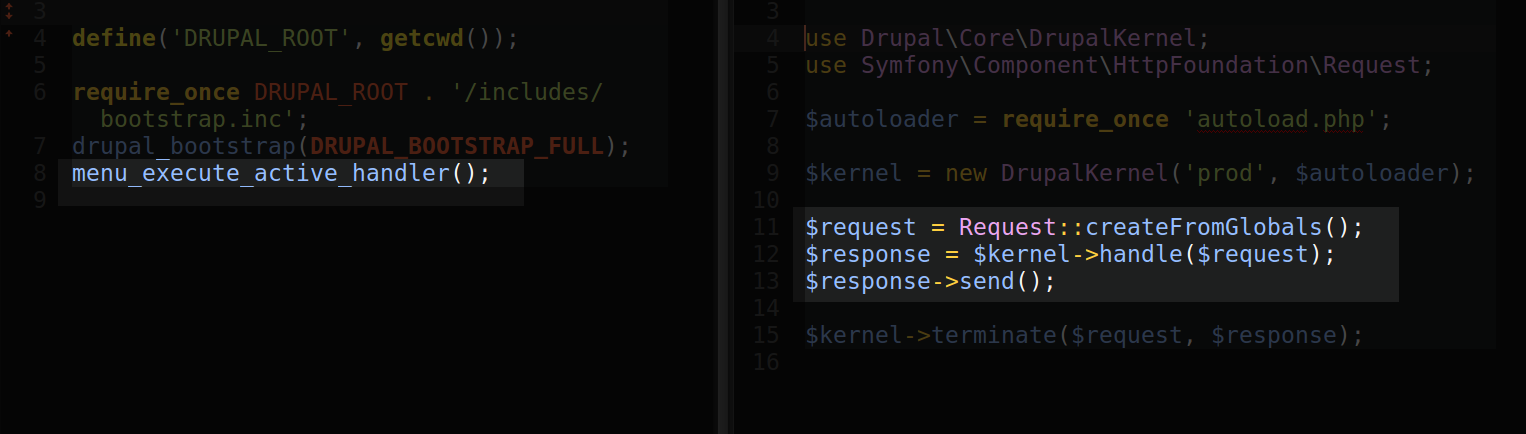 3
4 define('DRUPAL_ROOT', getcwd());
5
6 require_once DRUPAL_ROOT . '/includes/
bootstrap.inc';
7 drupal_bootstrap(DRUPAL_BOOTSTRAP_FULL);
8 menu_execute_active_handler();
9
3
4 use Drupal\Core\DrupalKernel;
5 use Symfony\Component\HttpFoundation\Request;
6
7 $autoloader = require_once 'autoload.php';
8
9 $kernel = new DrupalKernel('prod', $autoloader);
10
11 $request = Request::createFromGlobals();
12 $response = $kernel->handle($request);
13 $response->send();
14
15 $kernel->terminate($request, $response);
16